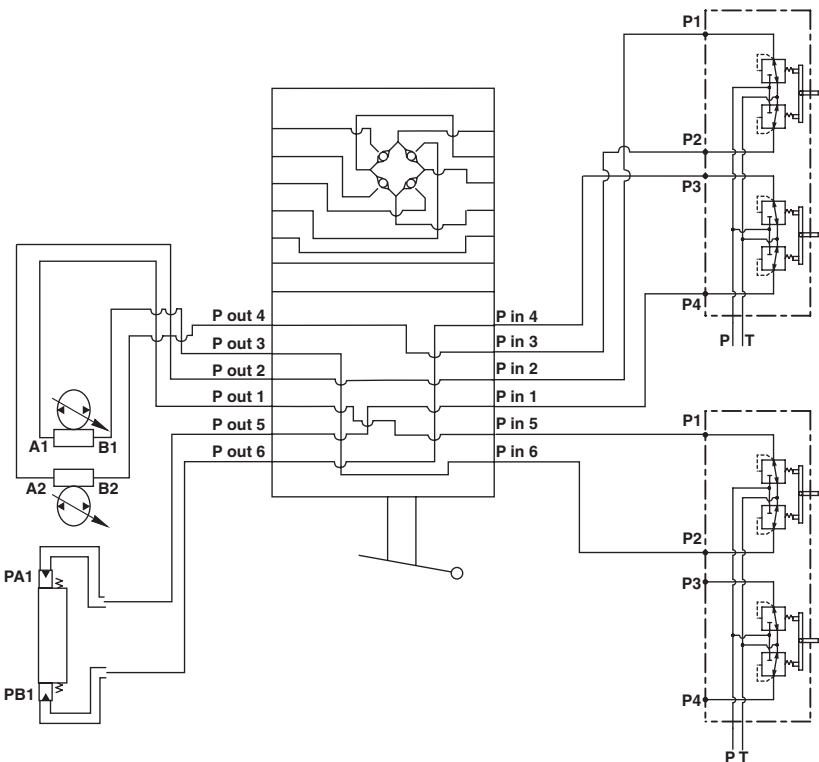 P1
P2
P3
P4
P T
P out 4
P out 3
P out 2
P out 1
P out 5
P out 6
P in 4
P in 3
P in 2
P in 1
P in 5
P in 6
A1 B1
A2 B2
PA1
PB1
P1
P2
P3
P4
P T